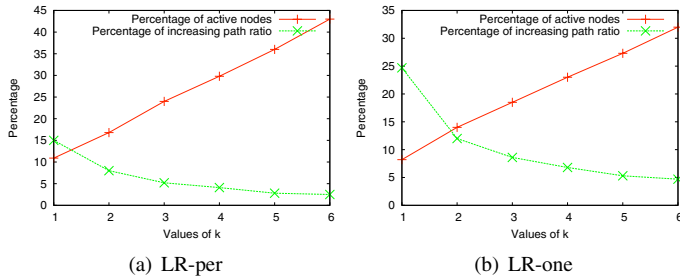 Percentage of active nodes
Percentage of increasing path ratio
45
40
35
30
25
20
15
10
5
0
Percentage
1 2 3 4 5 6
Values of k
(a) LR-per
Percentage of active nodes
Percentage of increasing path ratio
35
30
25
20
15
10
5
0
Percentage
1 2 3 4 5 6
Values of k
(b) LR-one